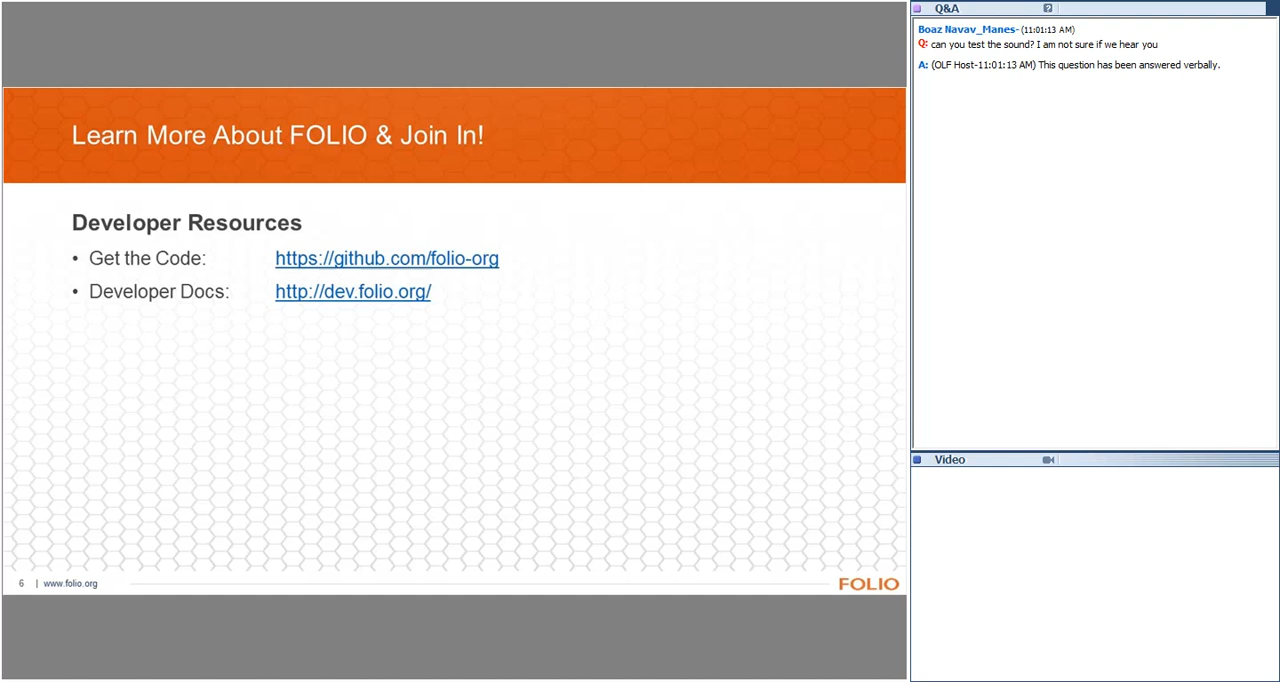 Learn More About FOLIO & Join In!
Developer Resources
• Get the Code: https://github.com/folio-org
• Developer Docs: http://dev.folio.org/
6 | www.folio.org
FOLIO
Q&A
?
Boaz Navav_Manes- (11:01:13 AM)
Q: can you test the sound? I am not sure if we hear you
A: (OLF Host-11:01:13 AM) This question has been answered verbally.
Video